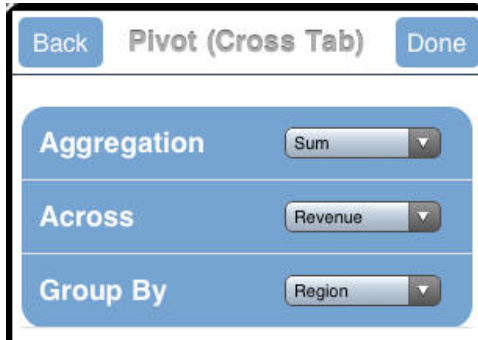 Back Pivot (Cross Tab) Done
Aggregation Sum
Across Revenue
Group By Region